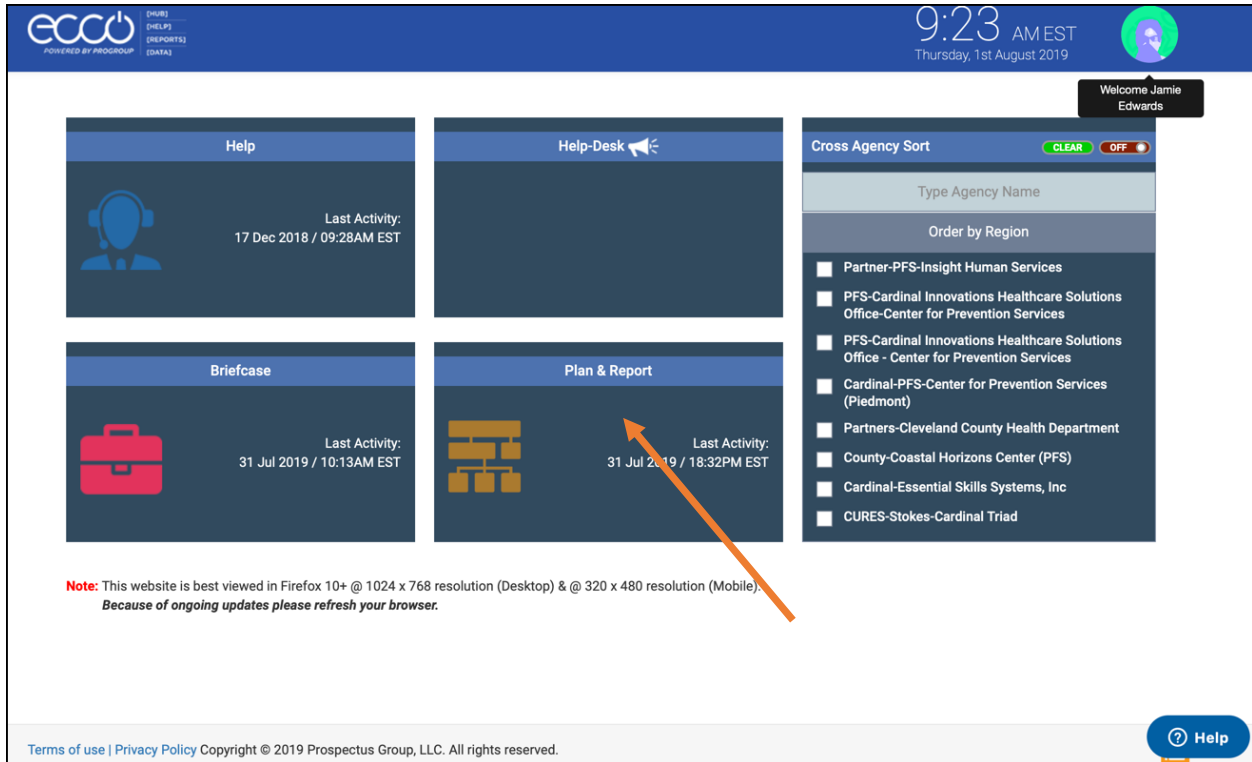 ecco
POWERED BY PROGROUP
[HUB]
[HELP]
[REPORTS]
[DATA]
9:23 AM EST
Thursday, 1st August 2019
Welcome Jamie
Edwards
Help
Last Activity:
17 Dec 2018 / 09:28AM EST
Help-Desk
Briefcase
Last Activity:
31 Jul 2019 / 10:13AM EST
Plan & Report
Last Activity:
31 Jul 2019 / 18:32PM EST
Cross Agency Sort
CLEAR
OFF
Type Agency Name
Order by Region
Partner-PFS-Insight Human Services
PFS-Cardinal Innovations Healthcare Solutions
Office-Center for Prevention Services
PFS-Cardinal Innovations Healthcare Solutions
Office - Center for Prevention Services
Cardinal-PFS-Center for Prevention Services
(Piedmont)
Partners-Cleveland County Health Department
County-Coastal Horizons Center (PFS)
Cardinal-Essential Skills Systems, Inc
CURES-Stokes-Cardinal Triad
Note: This website is best viewed in Firefox 10+ @ 1024 x 768 resolution (Desktop) & @ 320 x 480 resolution (Mobile).
Because of ongoing updates please refresh your browser.
Terms of use | Privacy Policy Copyright © 2019 Prospectus Group, LLC. All rights reserved.
Help